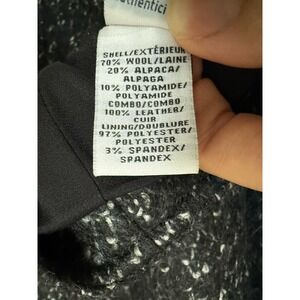 SHELL/EXTÉRIEUR
70% WOOL/LAINE
20% ALPACA/
ALPAGA
10% POLYAMIDE/
POLYAMIDE
COMBO/COMBO
100% LEATHER/
CUIR
LINING/DOUBLURE
97% POLYESTER/
POLYESTER
3% SPANDEX/
SPANDEX